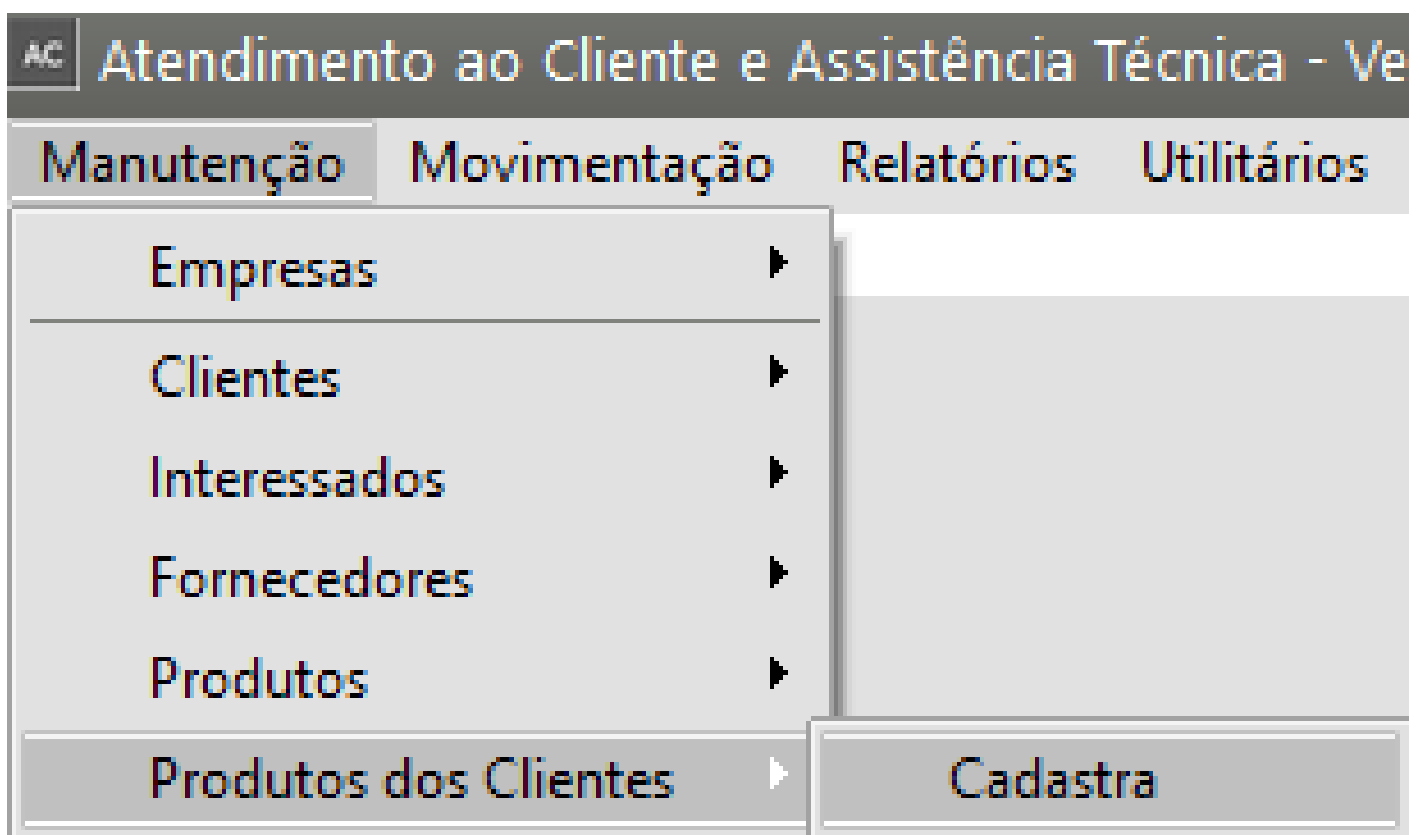 AC Atendimento ao Cliente e Assistência Técnica - Ve
Manutenção Movimentação Relatórios Utilitários
Empresas
Clientes
Interessados
Fornecedores
Produtos
Produtos dos Clientes Cadastra